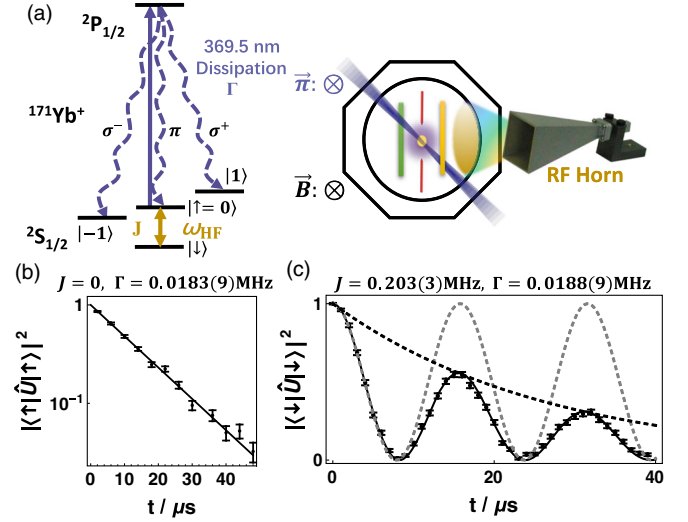 (a)
²P₁/₂
369.5 nm
Dissipation
Γ
¹⁷¹Yb⁺
σ⁻
π
σ⁺
|1⟩
|↑=0⟩
|−1⟩
J
ω_HF
²S₁/₂
|↓⟩
π⃗: ⊗
B⃗: ⊗
RF Horn
(b)
J = 0, Γ = 0.0183(9)MHz
1
10⁻¹
|⟨↑|Û|↑⟩|²
0 20 40
t / μs
(c)
J = 0.203(3)MHz, Γ = 0.0188(9)MHz
1
0
|⟨↓|Û|↓⟩|²
0 20 40
t / μs